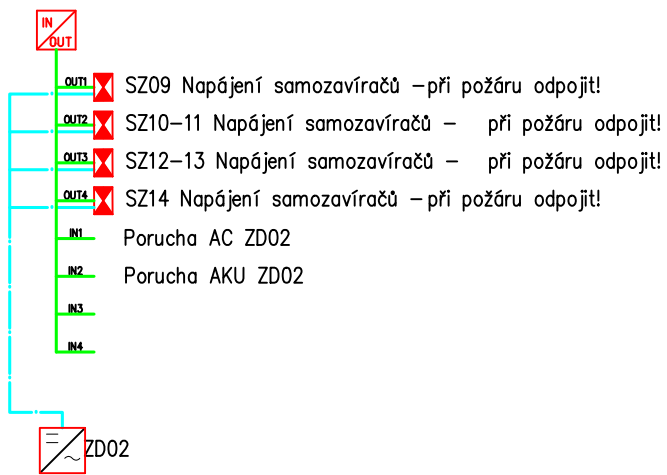 IN
OUT
OUT1 SZ09 Napájení samozavíračů – při požáru odpojit!
OUT2 SZ10–11 Napájení samozavíračů – při požáru odpojit!
OUT3 SZ12–13 Napájení samozavíračů – při požáru odpojit!
OUT4 SZ14 Napájení samozavíračů – při požáru odpojit!
IN1 Porucha AC ZD02
IN2 Porucha AKU ZD02
IN3
IN4
ZD02